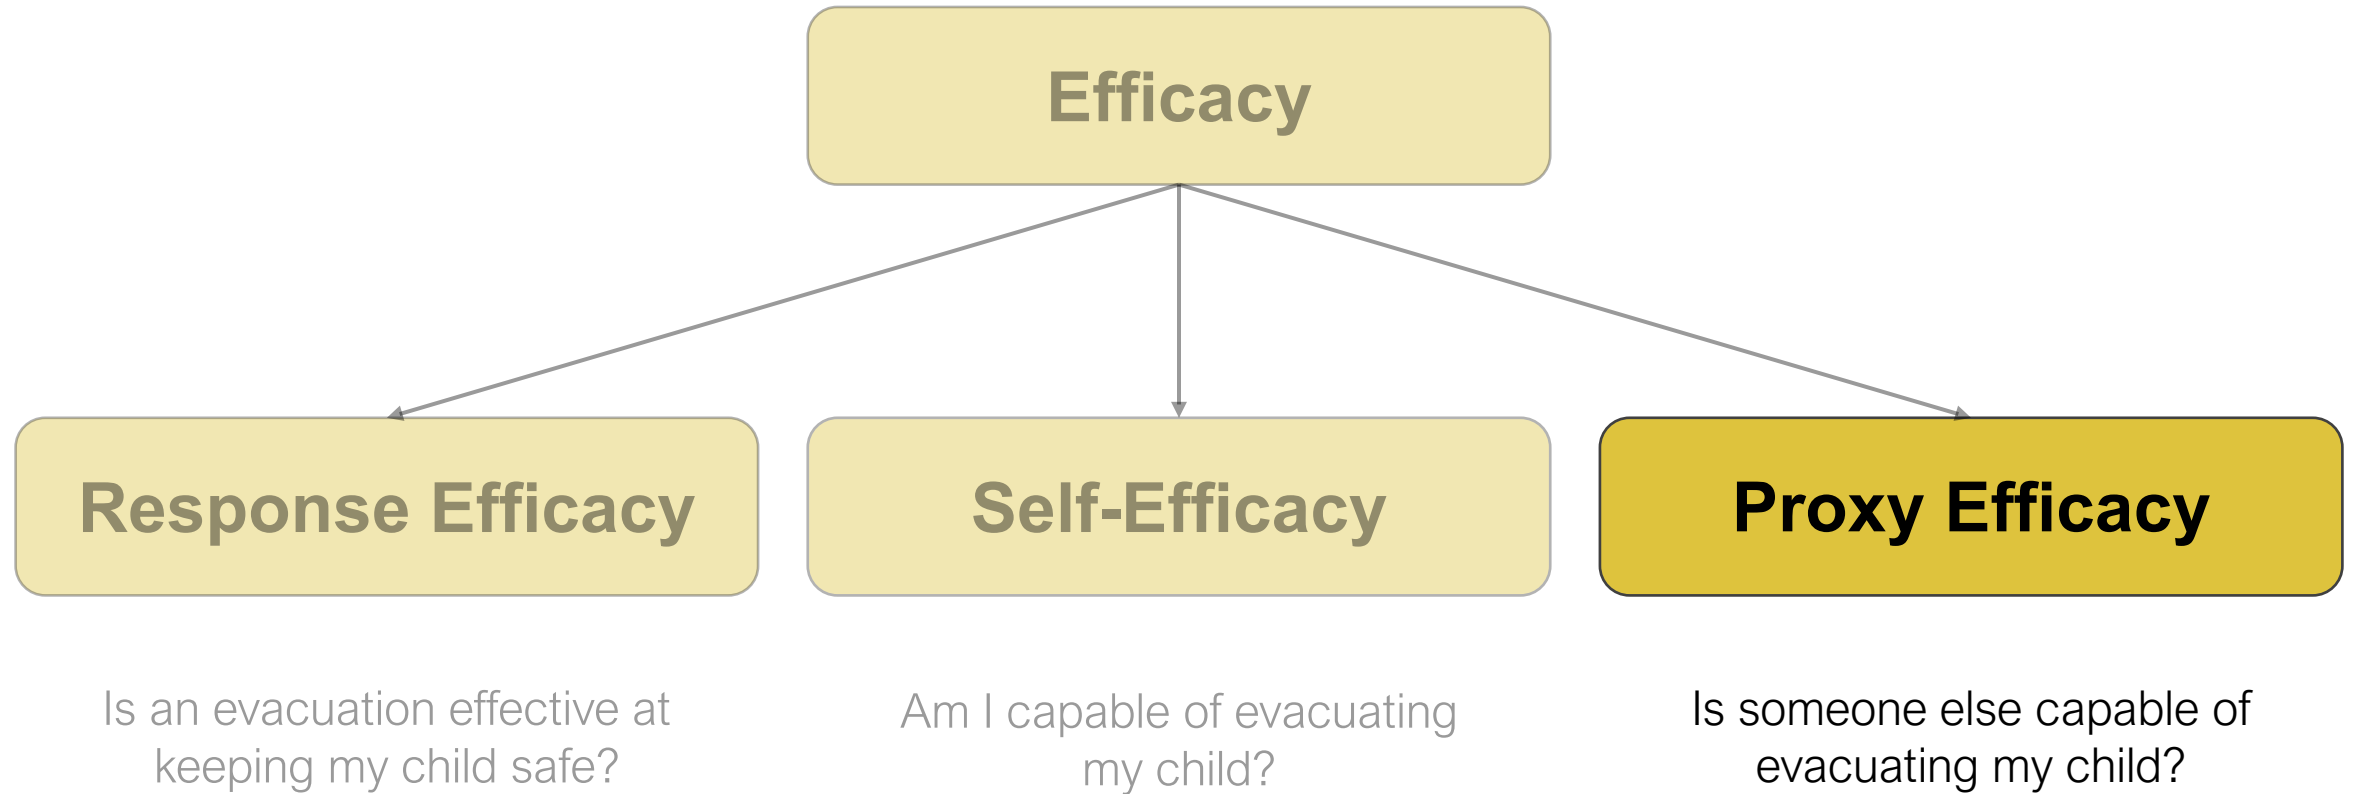 Efficacy
Response Efficacy
Self-Efficacy
Proxy Efficacy
Is an evacuation effective at
keeping my child safe?
Am I capable of evacuating
my child?
Is someone else capable of
evacuating my child?